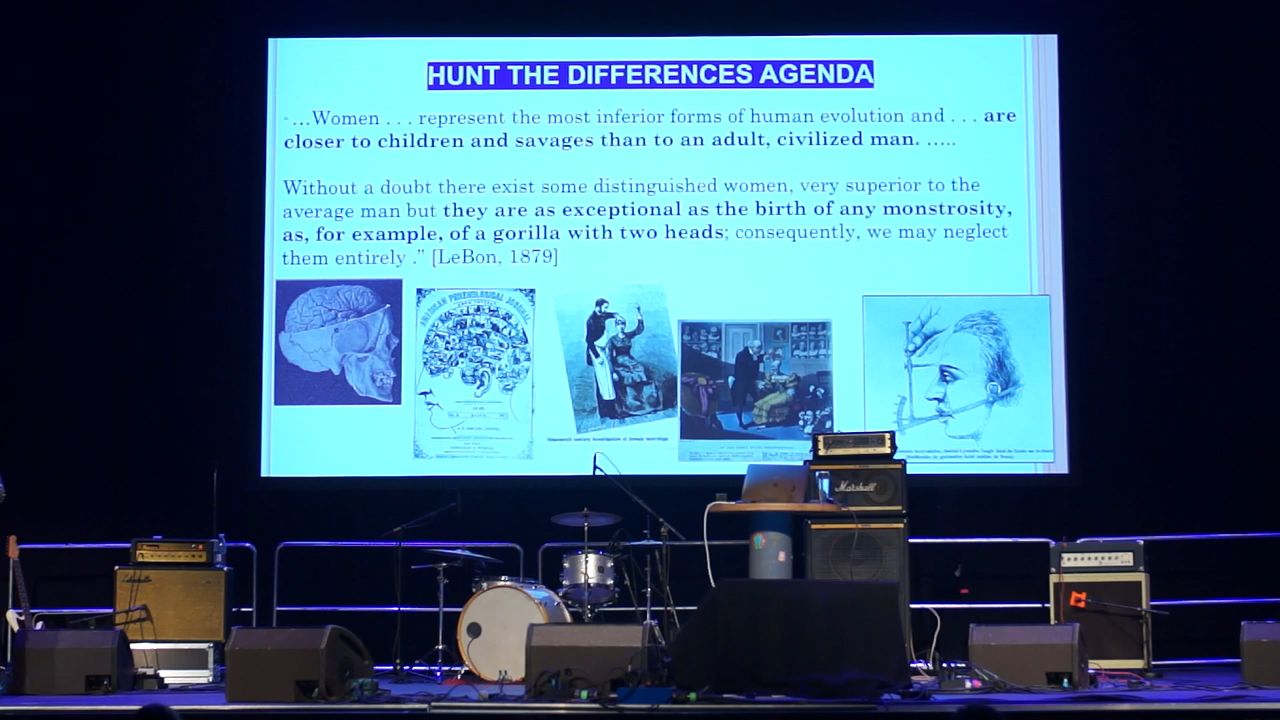 HUNT THE DIFFERENCES AGENDA
“…Women . . . represent the most inferior forms of human evolution and . . . are
closer to children and savages than to an adult, civilized man. …..
Without a doubt there exist some distinguished women, very superior to the
average man but they are as exceptional as the birth of any monstrosity,
as, for example, of a gorilla with two heads; consequently, we may neglect
them entirely .” [LeBon, 1879]
AMERICAN PHRENOLOGICAL JOURNAL
Marshall